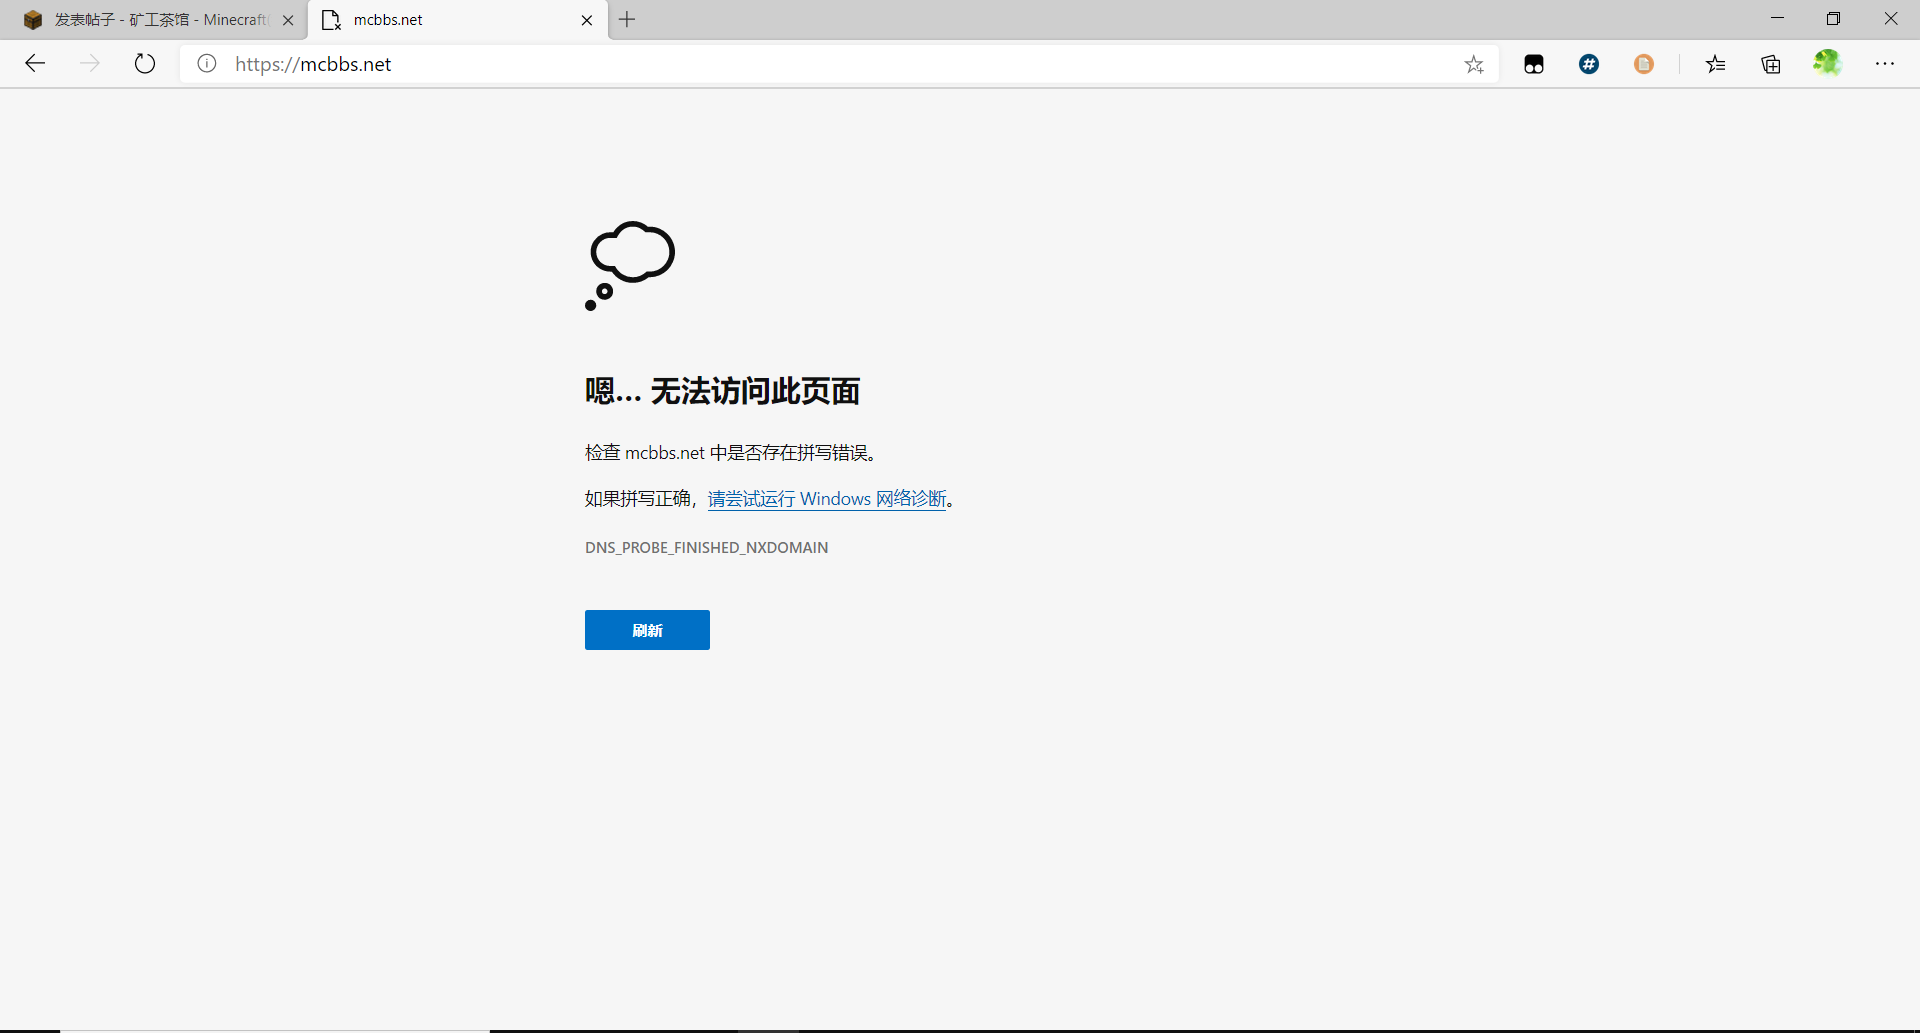 发表帖子 - 矿工茶馆 - Minecraft(
mcbbs.net
https://mcbbs.net
嗯... 无法访问此页面
检查 mcbbs.net 中是否存在拼写错误。
如果拼写正确，请尝试运行 Windows 网络诊断。
DNS_PROBE_FINISHED_NXDOMAIN
刷新